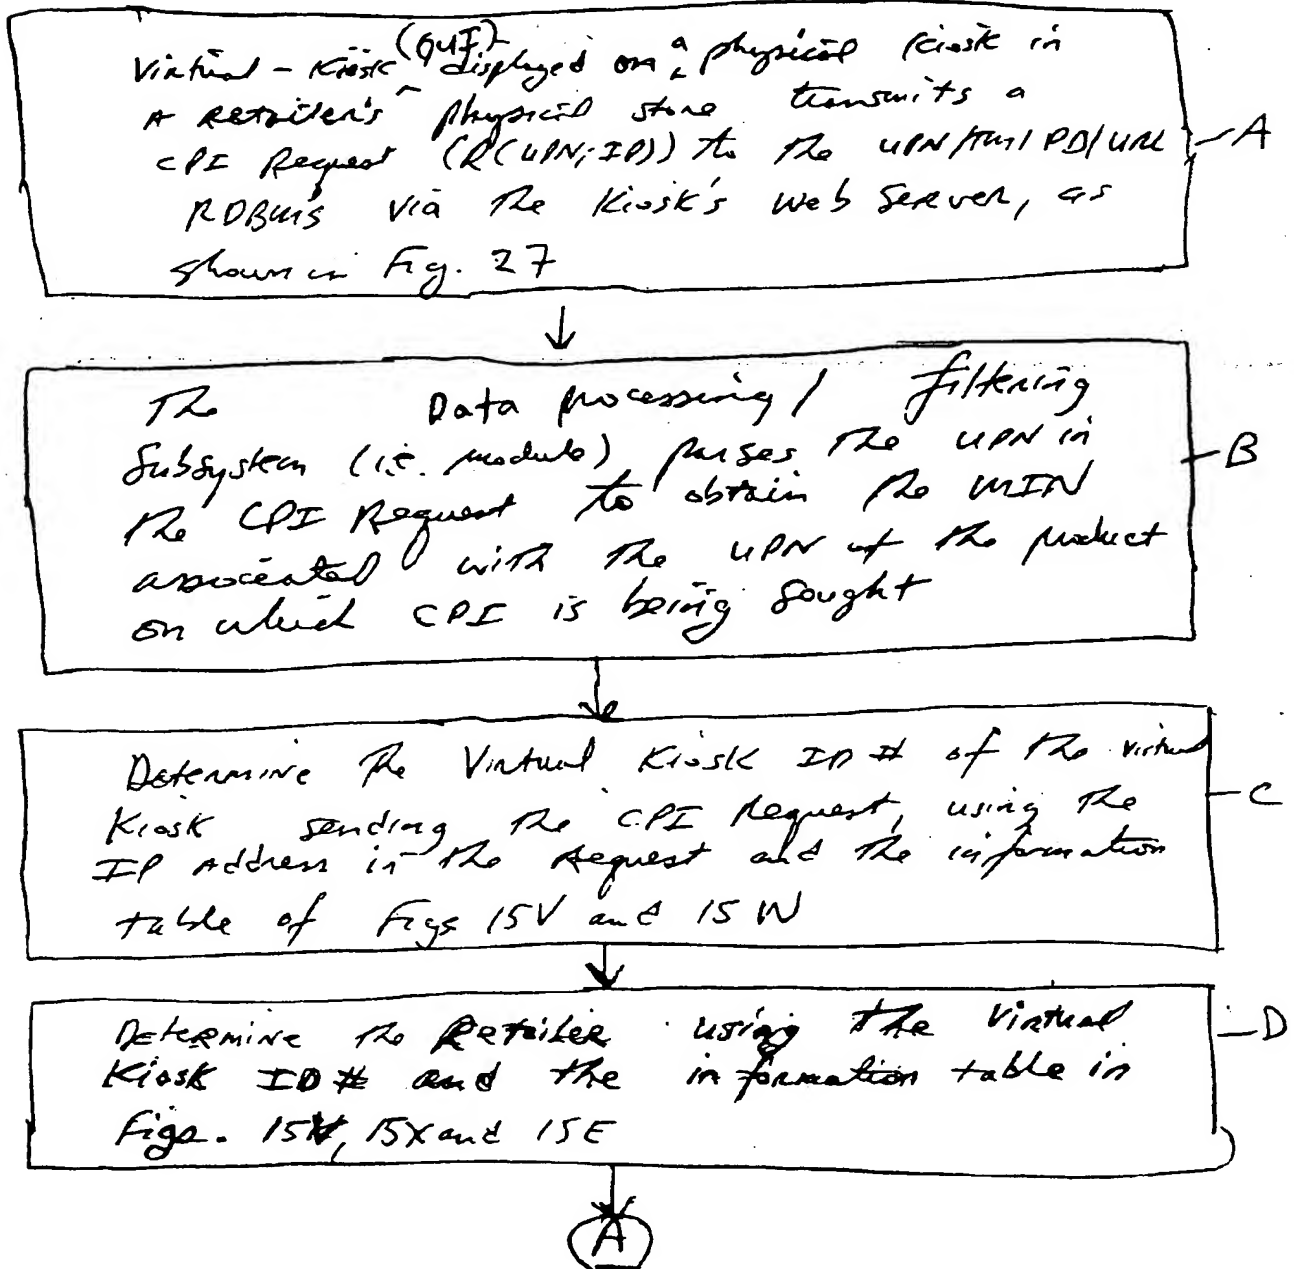 Virtual-Kiosk (GUI) displayed on a physical Kiosk in
A Retailer's physical store transmits a
CPI Request (R(UPN; IP)) to the UPN/TM/PD/URL
RDBMS via the Kiosk's web Server, as
shown in Fig. 27
A
The Data processing / filtering
Subsystem (i.e. module) parses the UPN in
the CPI Request to obtain the MIN
associated with the UPN of the product
on which CPI is being sought
B
Determine the Virtual Kiosk ID # of the virtual
Kiosk sending the CPI Request, using the
IP Address in the Request and the information
table of Figs 15V and 15W
C
Determine the Retailer using the Virtual
Kiosk ID # and the information table in
Figs. 15X and 15E
D
A